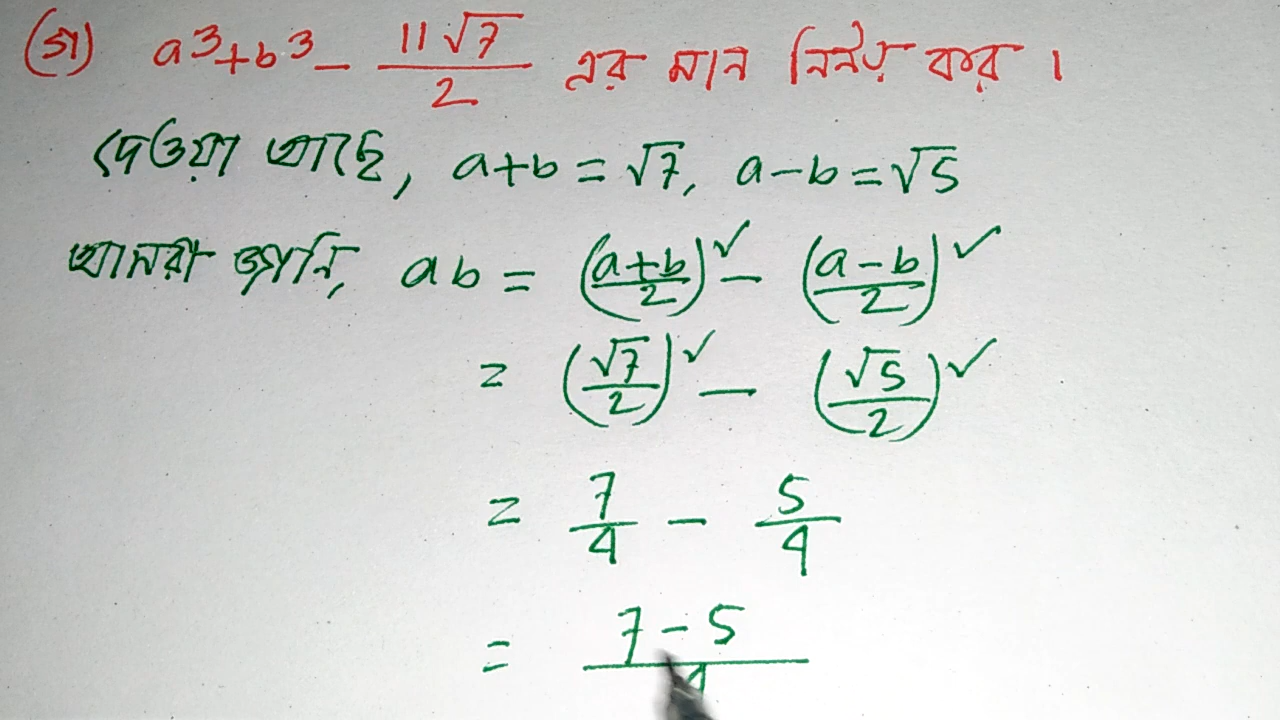 (গ) a³+b³ - 11√7/2 এর মান নির্ণয় কর ।
দেওয়া আছে, a+b = √7, a-b = √5
আমরা জানি, ab = ((a+b)/2)² - ((a-b)/2)²
= (√7/2)² - (√5/2)²
= 7/4 - 5/4
= (7-5)/4